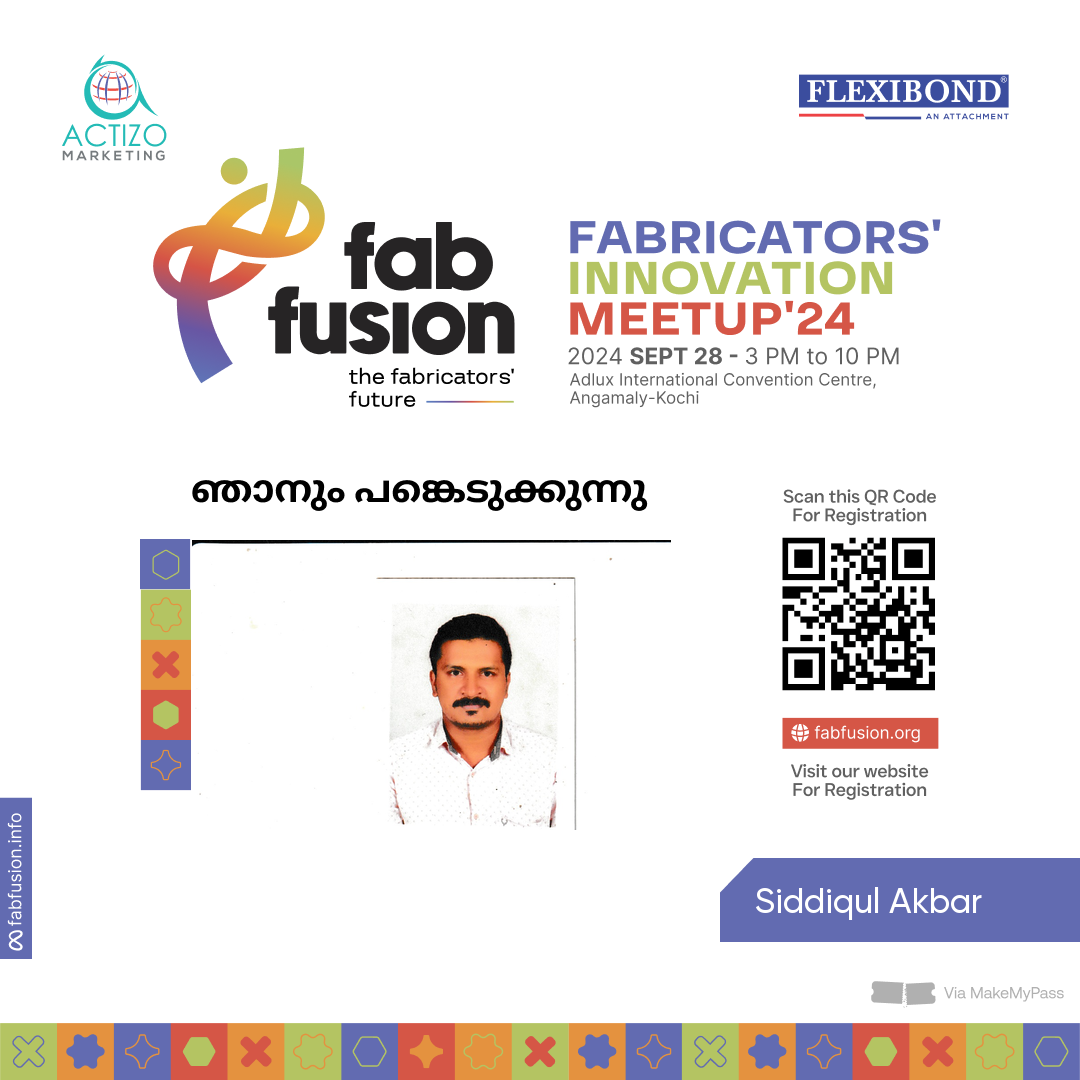 ACTIZO
MARKETING
FLEXIBOND®
AN ATTACHMENT
fab
fusion
the fabricators'
future
FABRICATORS'
INNOVATION
MEETUP'24
2024 SEPT 28 - 3 PM to 10 PM
Adlux International Convention Centre,
Angamaly-Kochi
ഞാനും പങ്കെടുക്കുന്നു
Scan this QR Code
For Registration
fabfusion.org
Visit our website
For Registration
fabfusion.info
Siddiqul Akbar
Via MakeMyPass